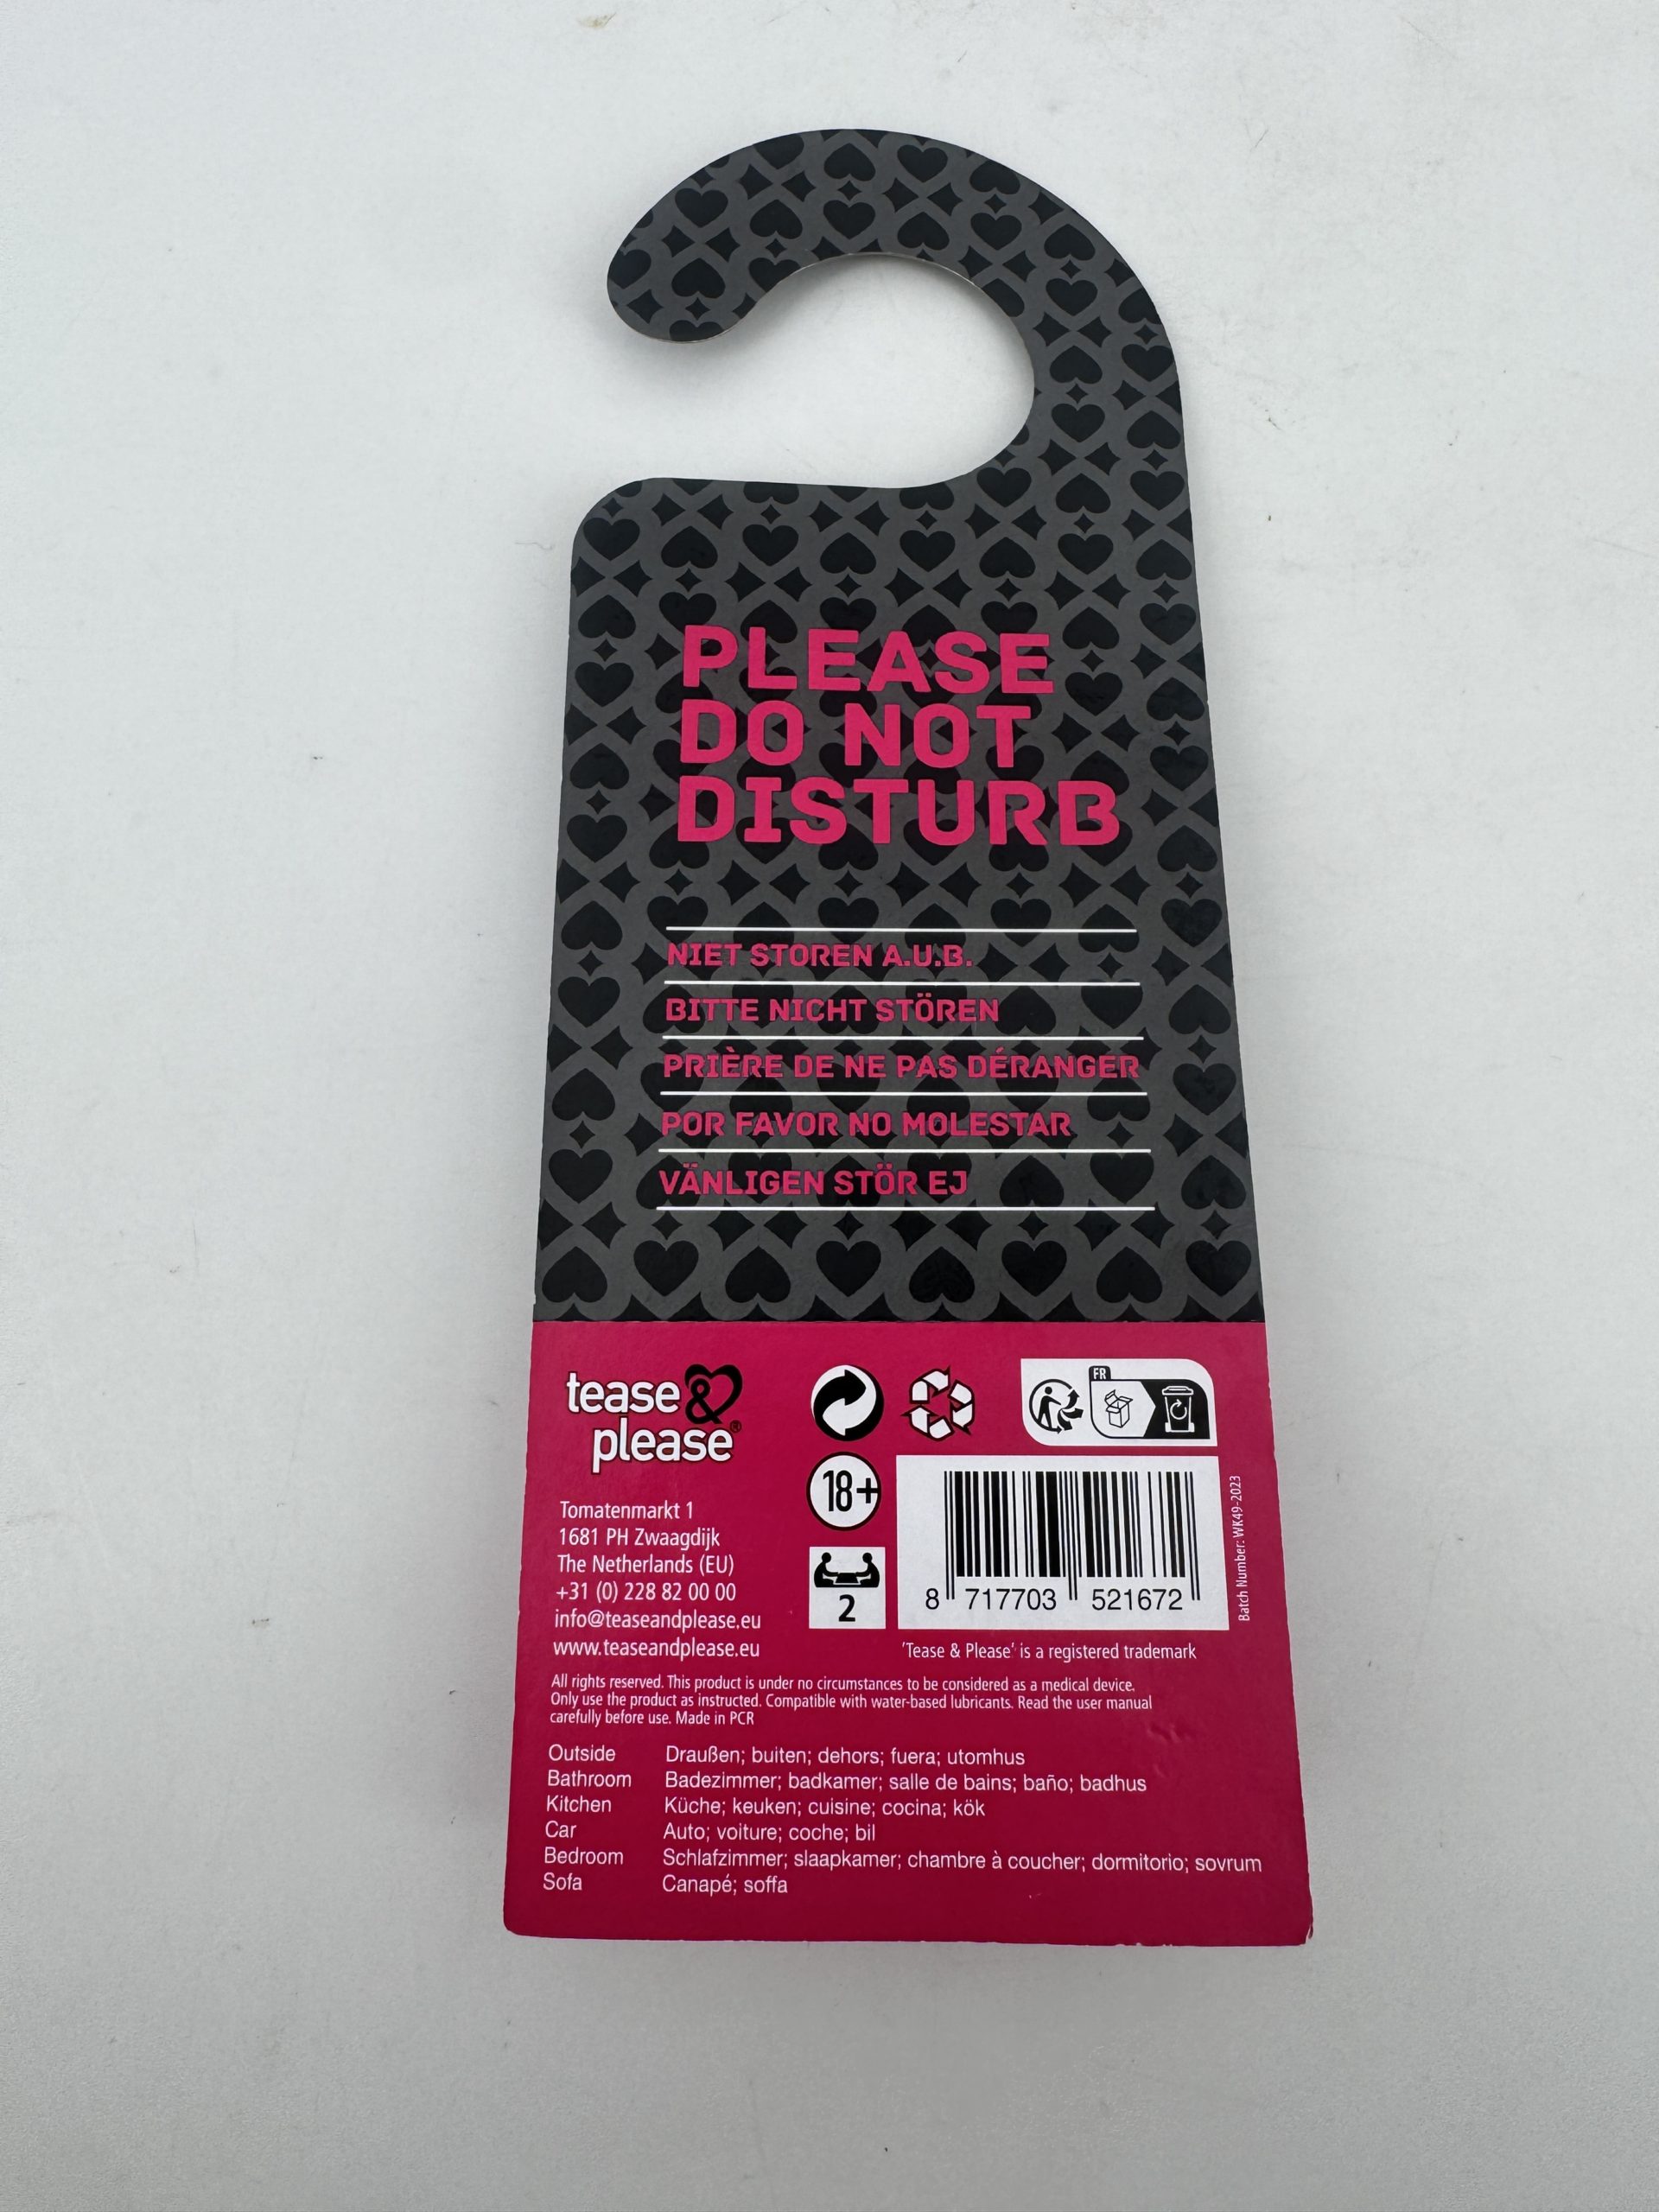 PLEASE
DO NOT
DISTURB
NIET STOREN A.U.B.
BITTE NICHT STÖREN
PRIÈRE DE NE PAS DÉRANGER
POR FAVOR NO MOLESTAR
VÄNLIGEN STÖR EJ
tease &
please®
Tomatenmarkt 1
1681 PH Zwaagdijk
The Netherlands (EU)
+31 (0) 228 82 00 00
info@teaseandplease.eu
www.teaseandplease.eu
FR
18+
2
8 717703 521672
Batch Number: WK49-2023
'Tease & Please' is a registered trademark
All rights reserved. This product is under no circumstances to be considered as a medical device.
Only use the product as instructed. Compatible with water-based lubricants. Read the user manual
carefully before use. Made in PCR
Outside Draußen; buiten; dehors; fuera; utomhus
Bathroom Badezimmer; badkamer; salle de bains; baño; badhus
Kitchen Küche; keuken; cuisine; cocina; kök
Car Auto; voiture; coche; bil
Bedroom Schlafzimmer; slaapkamer; chambre à coucher; dormitorio; sovrum
Sofa Canapé; soffa